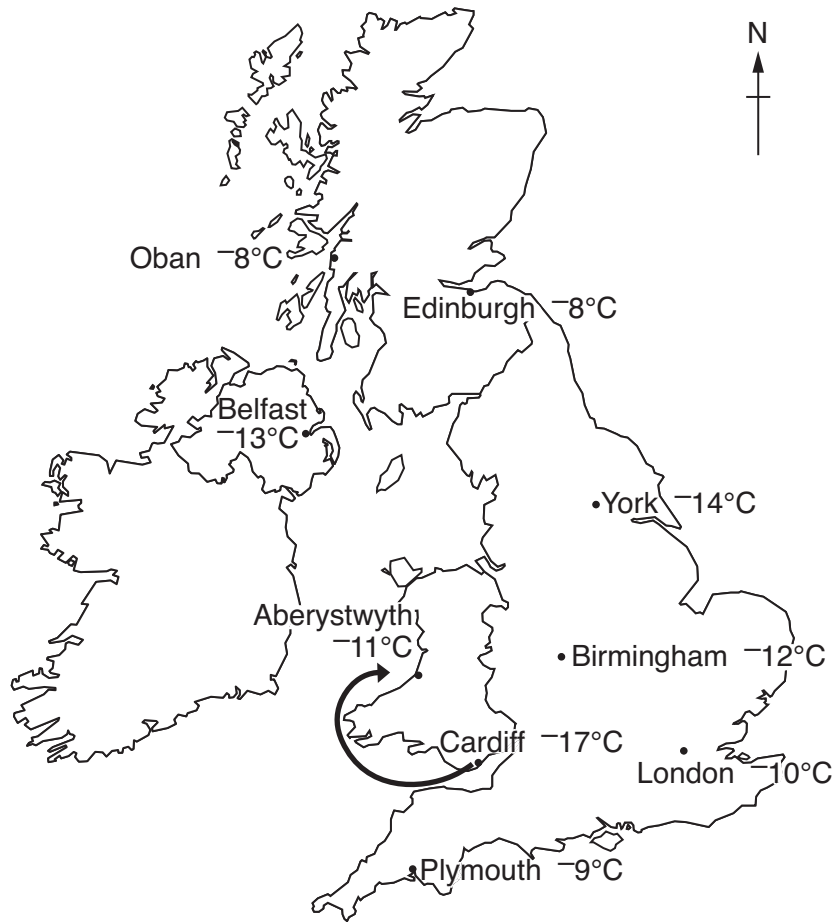 N
Oban ⁻8°C
Edinburgh ⁻8°C
Belfast
⁻13°C
York ⁻14°C
Aberystwyth
⁻11°C
Birmingham ⁻12°C
Cardiff ⁻17°C
London ⁻10°C
Plymouth ⁻9°C